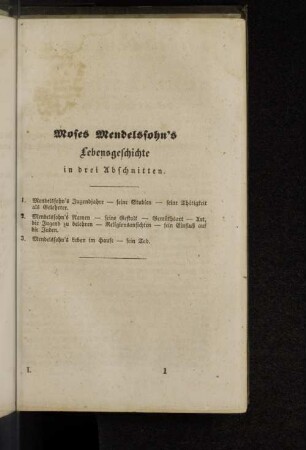 Moses Mendelssohn's
Lebensgeschichte
in drei Abschnitten.
1. Mendelssohn's Jugendjahre — seine Studien — seine Thätigkeit
als Gelehrter.
2. Mendelssohn's Namen — seine Gestalt — Gemüthsart — Art,
die Jugend zu belehren — Religionsansichten — sein Einfluß auf
die Juden.
3. Mendelssohn's Leben im Hause — sein Tod.
I. 1